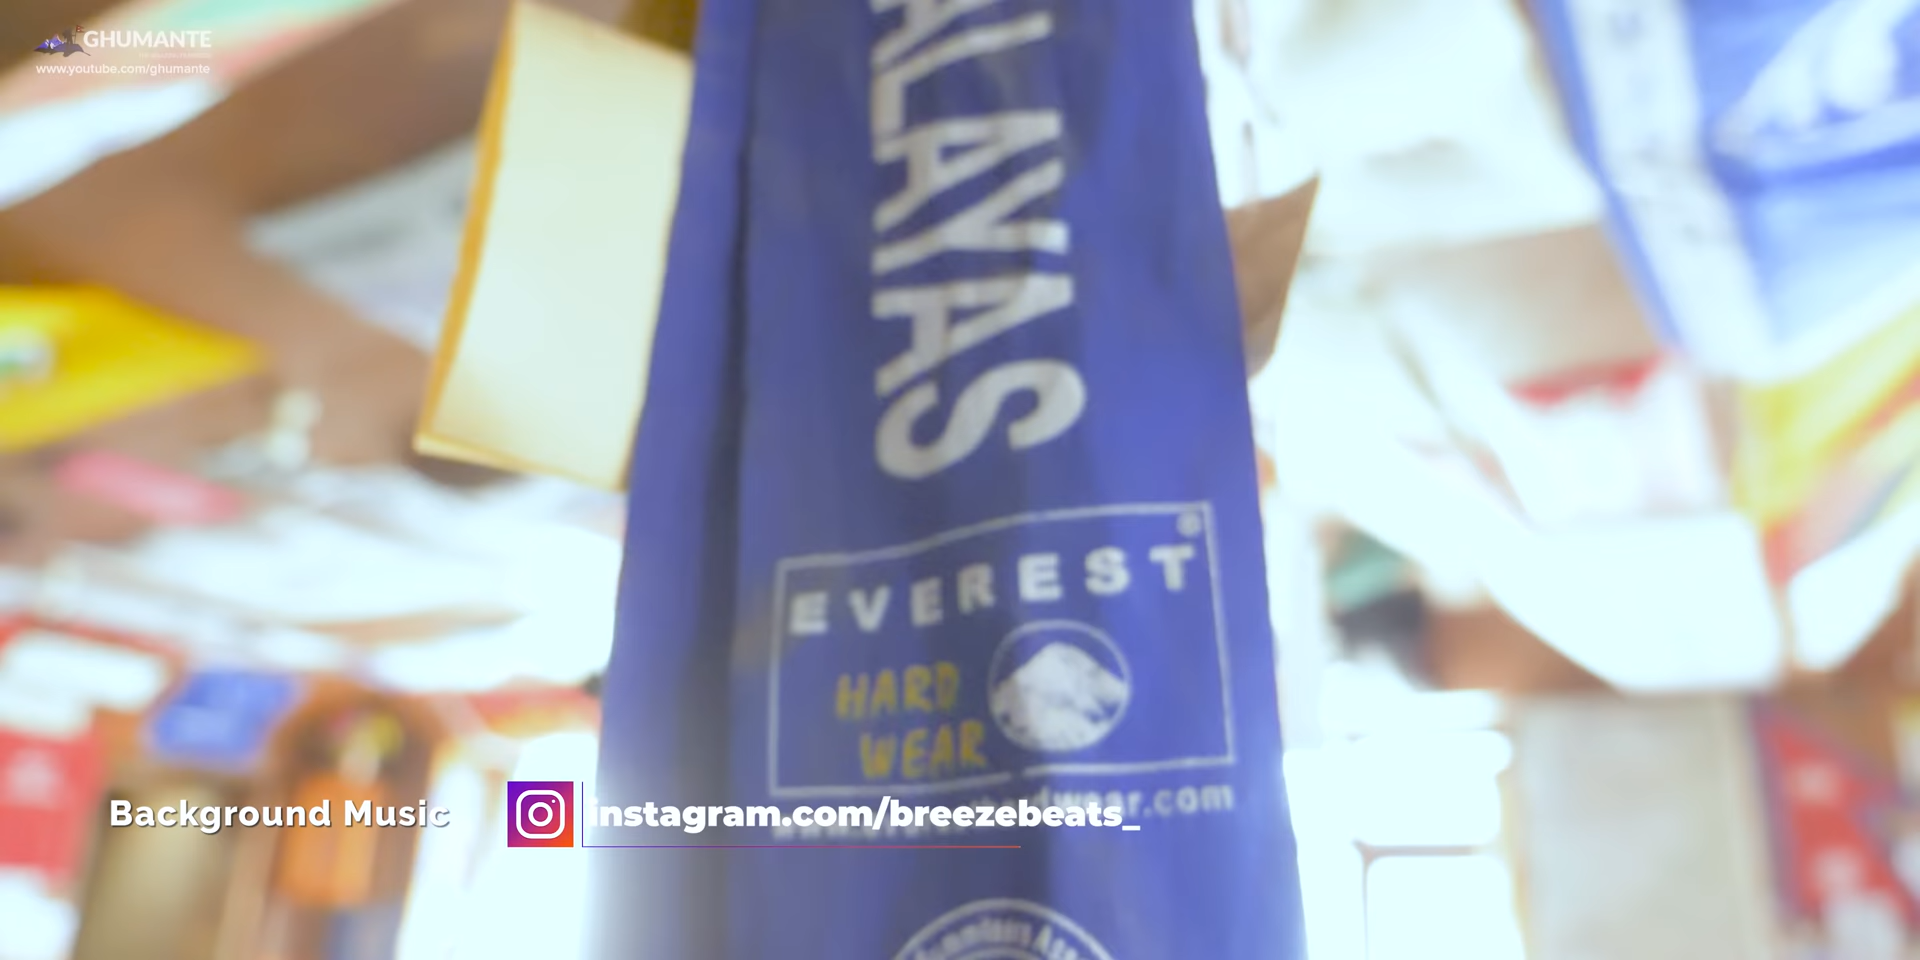 GHUMANTE
www.youtube.com/ghumante
ALAYAS
EVEREST®
HARD
WEAR
Background Music
instagram.com/breezebeats_